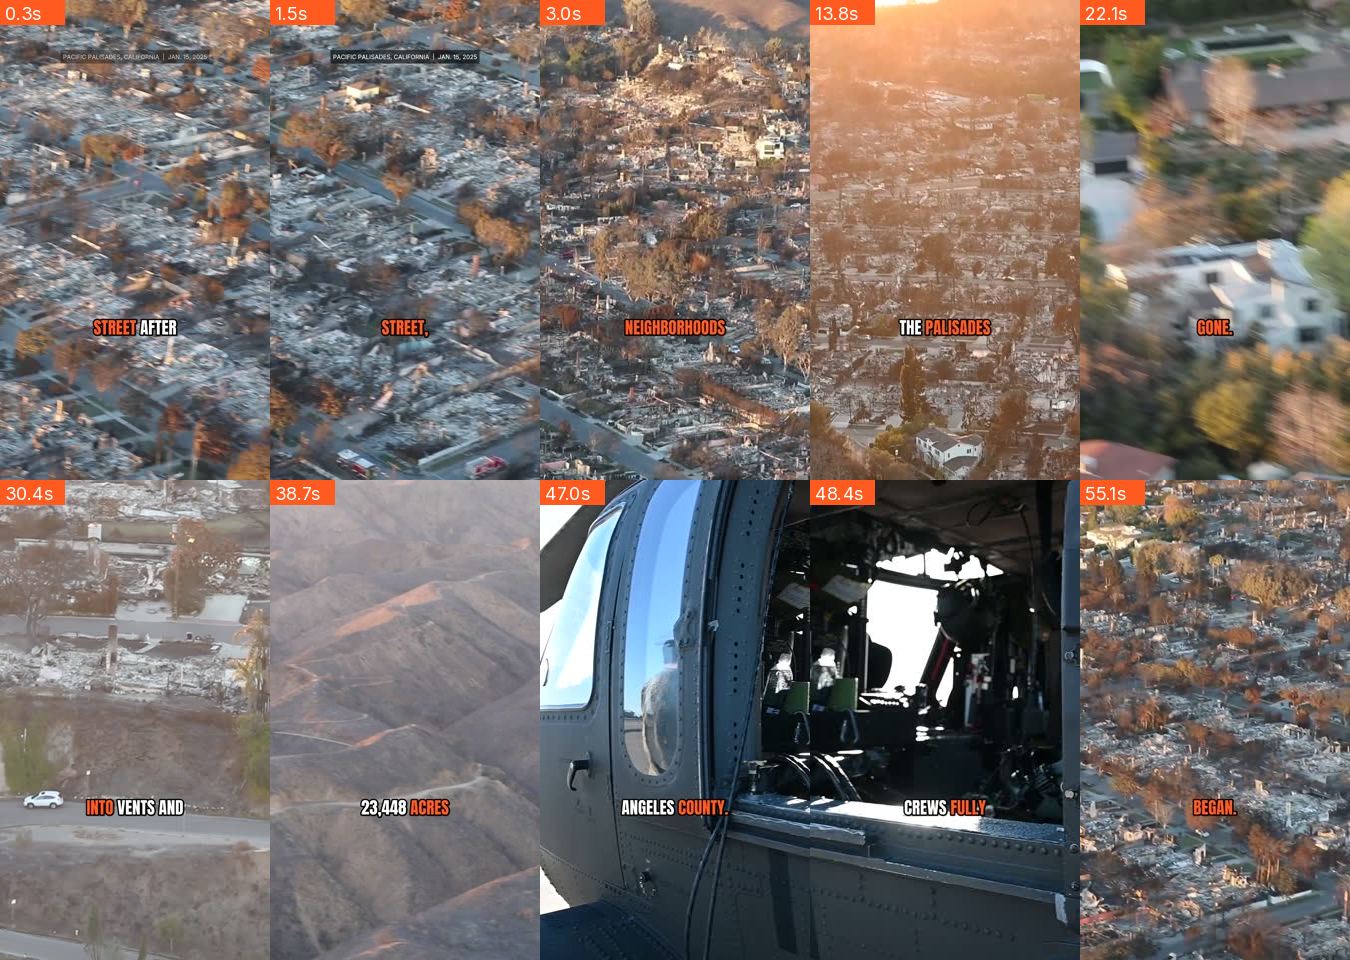 0.3s
PACIFIC PALISADES, CALIFORNIA | JAN. 15, 2025
STREET AFTER
1.5s
PACIFIC PALISADES, CALIFORNIA | JAN. 15, 2025
STREET,
3.0s
NEIGHBORHOODS
13.8s
THE PALISADES
22.1s
GONE.
30.4s
INTO VENTS AND
38.7s
23,448 ACRES
47.0s
ANGELES COUNTY.
48.4s
CREWS FULLY
55.1s
BEGAN.